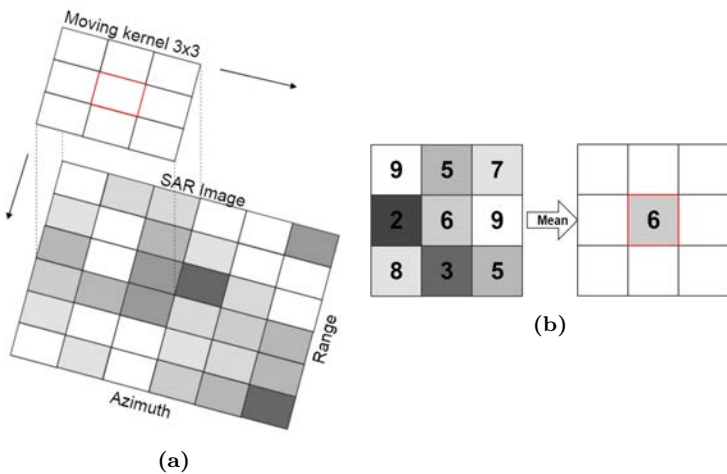 Moving kernel 3x3
SAR Image
Range
Azimuth
(a)
9 5 7
2 6 9
8 3 5
Mean
6
(b)